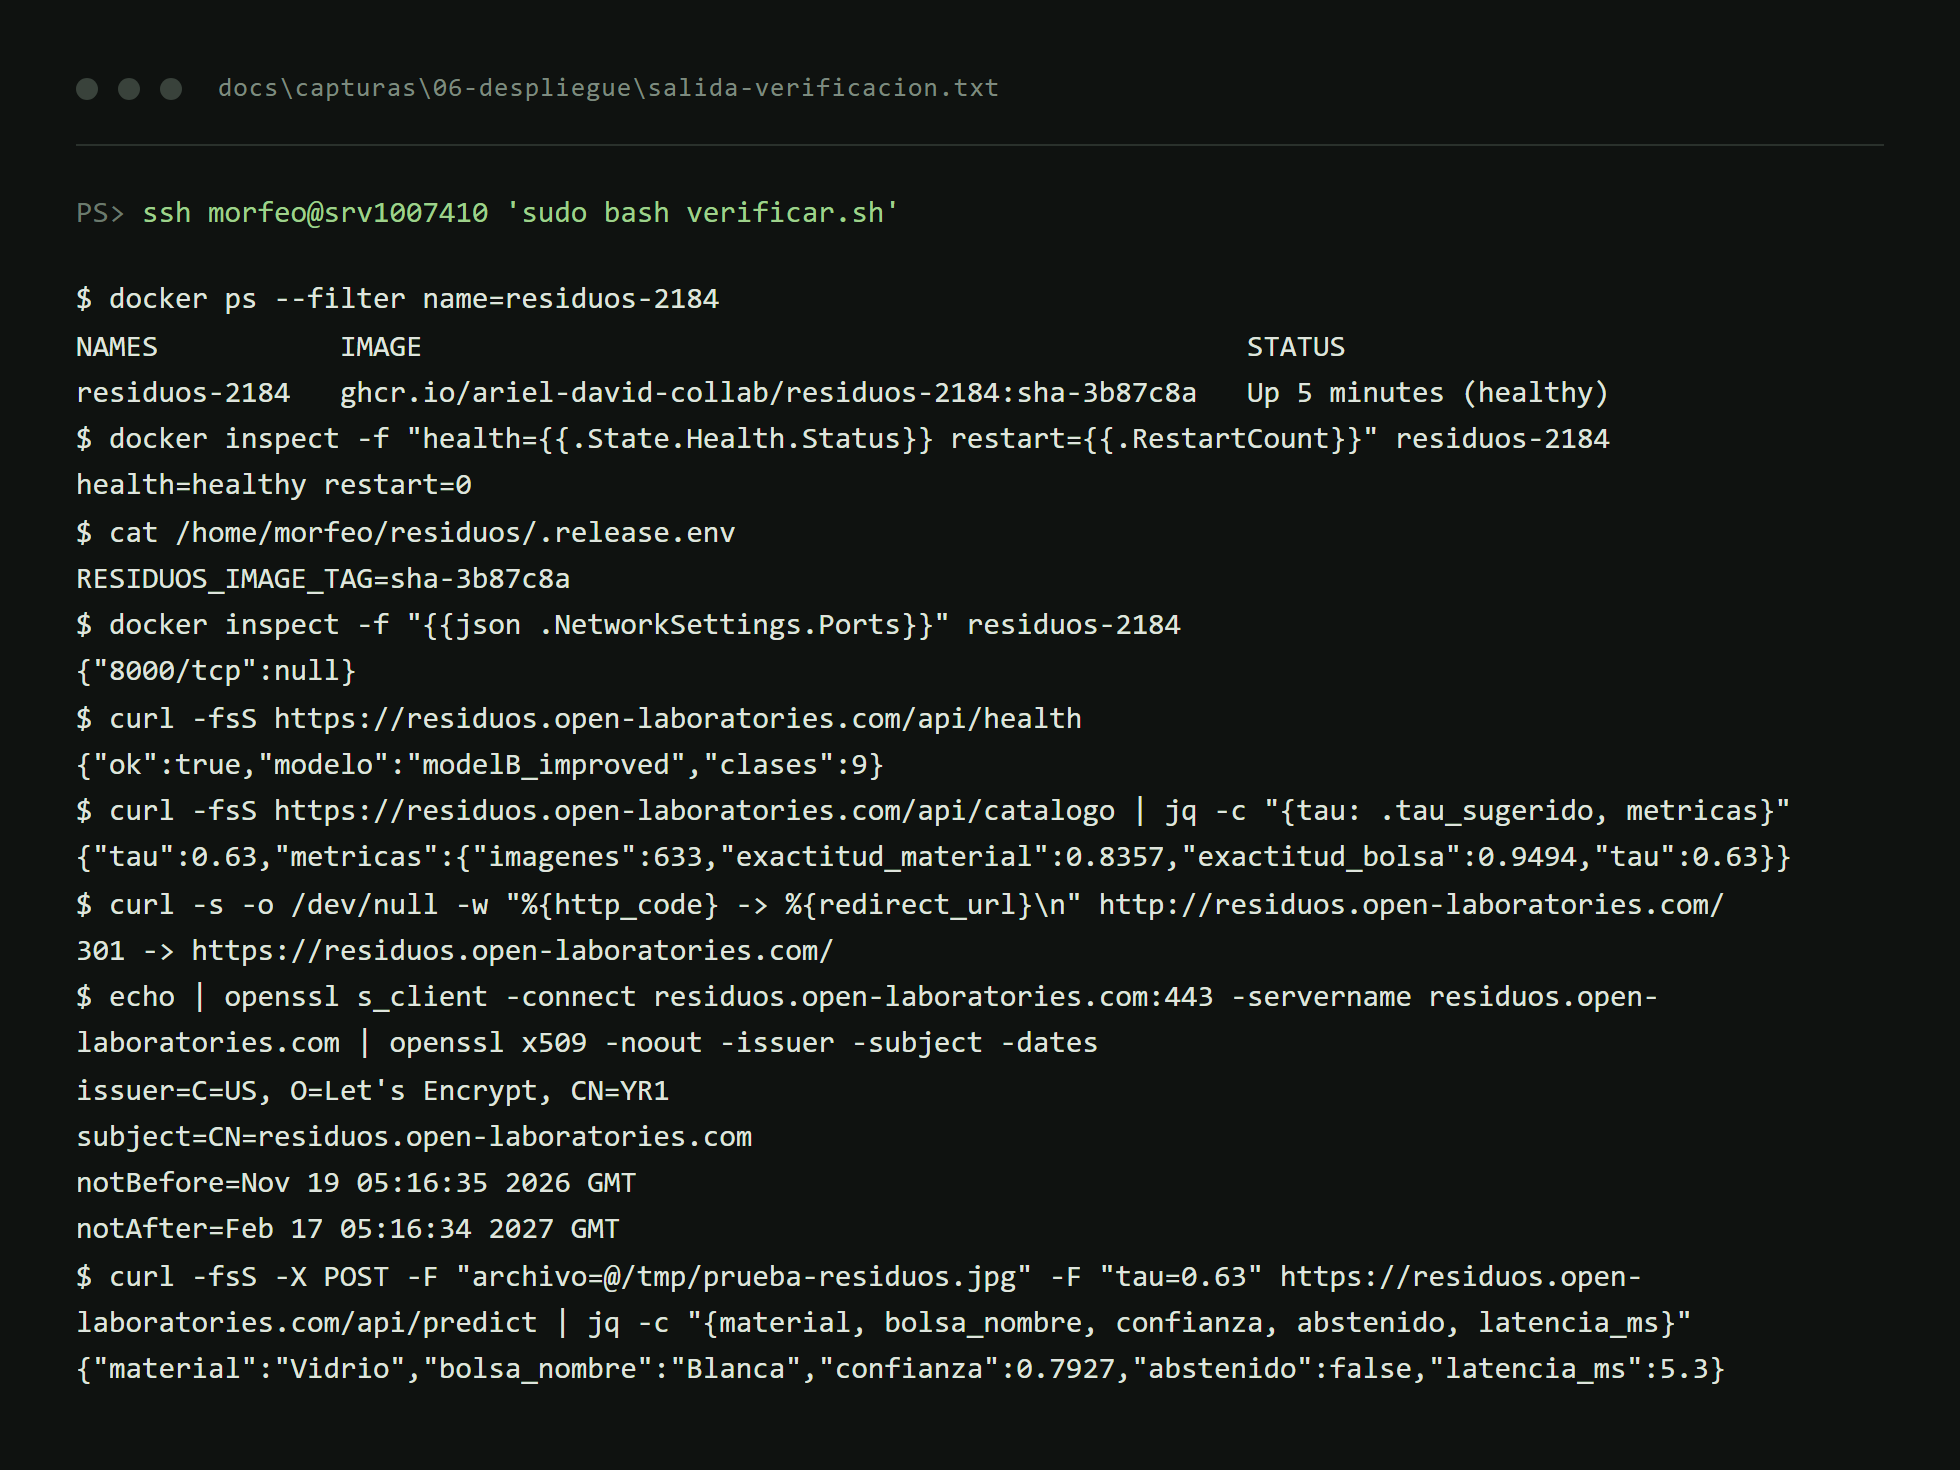 docs\capturas\06-despliegue\salida-verificacion.txt
PS> ssh morfeo@srv1007410 'sudo bash verificar.sh'
$ docker ps --filter name=residuos-2184
NAMES           IMAGE                                                  STATUS
residuos-2184   ghcr.io/ariel-david-collab/residuos-2184:sha-3b87c8a   Up 5 minutes (healthy)
$ docker inspect -f "health={{.State.Health.Status}} restart={{.RestartCount}}" residuos-2184
health=healthy restart=0
$ cat /home/morfeo/residuos/.release.env
RESIDUOS_IMAGE_TAG=sha-3b87c8a
$ docker inspect -f "{{json .NetworkSettings.Ports}}" residuos-2184
{"8000/tcp":null}
$ curl -fsS https://residuos.open-laboratories.com/api/health
{"ok":true,"modelo":"modelB_improved","clases":9}
$ curl -fsS https://residuos.open-laboratories.com/api/catalogo | jq -c "{tau: .tau_sugerido, metricas}"
{"tau":0.63,"metricas":{"imagenes":633,"exactitud_material":0.8357,"exactitud_bolsa":0.9494,"tau":0.63}}
$ curl -s -o /dev/null -w "%{http_code} -> %{redirect_url}\n" http://residuos.open-laboratories.com/
301 -> https://residuos.open-laboratories.com/
$ echo | openssl s_client -connect residuos.open-laboratories.com:443 -servername residuos.open-
laboratories.com | openssl x509 -noout -issuer -subject -dates
issuer=C=US, O=Let's Encrypt, CN=YR1
subject=CN=residuos.open-laboratories.com
notBefore=Nov 19 05:16:35 2026 GMT
notAfter=Feb 17 05:16:34 2027 GMT
$ curl -fsS -X POST -F "archivo=@/tmp/prueba-residuos.jpg" -F "tau=0.63" https://residuos.open-
laboratories.com/api/predict | jq -c "{material, bolsa_nombre, confianza, abstenido, latencia_ms}"
{"material":"Vidrio","bolsa_nombre":"Blanca","confianza":0.7927,"abstenido":false,"latencia_ms":5.3}